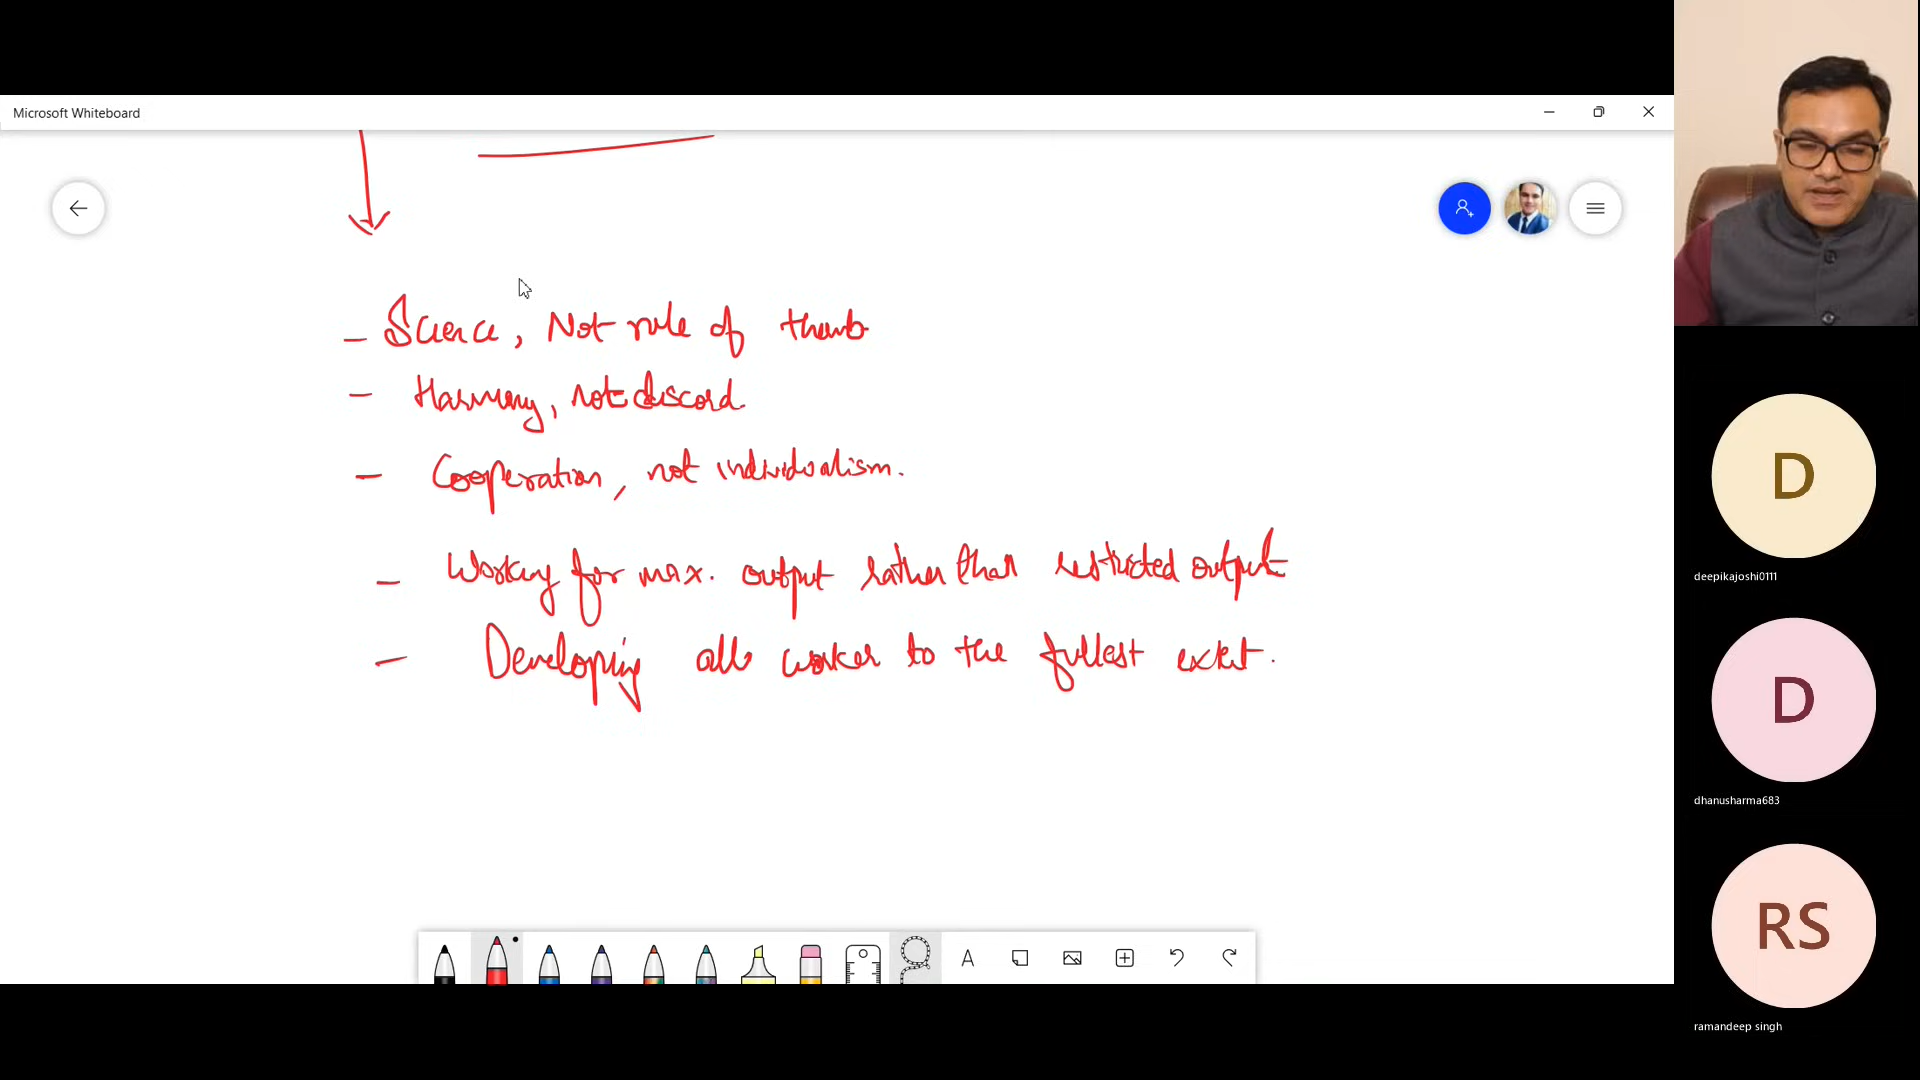 Microsoft Whiteboard
- Science, Not rule of thumb
- Harmony, not discord.
- Cooperation, not individualism.
- Working for max. output rather than restricted output
- Developing all worker to the fullest extent.
A
D
deepikajoshi0111
D
dhanusharma683
RS
ramandeep singh